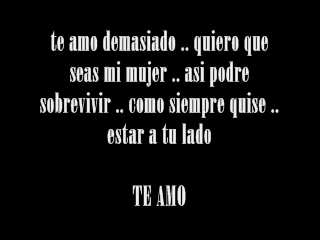 te amo demasiado .. quiero que
seas mi mujer .. asi podre
sobrevivir .. como siempre quise ..
estar a tu lado
TE AMO